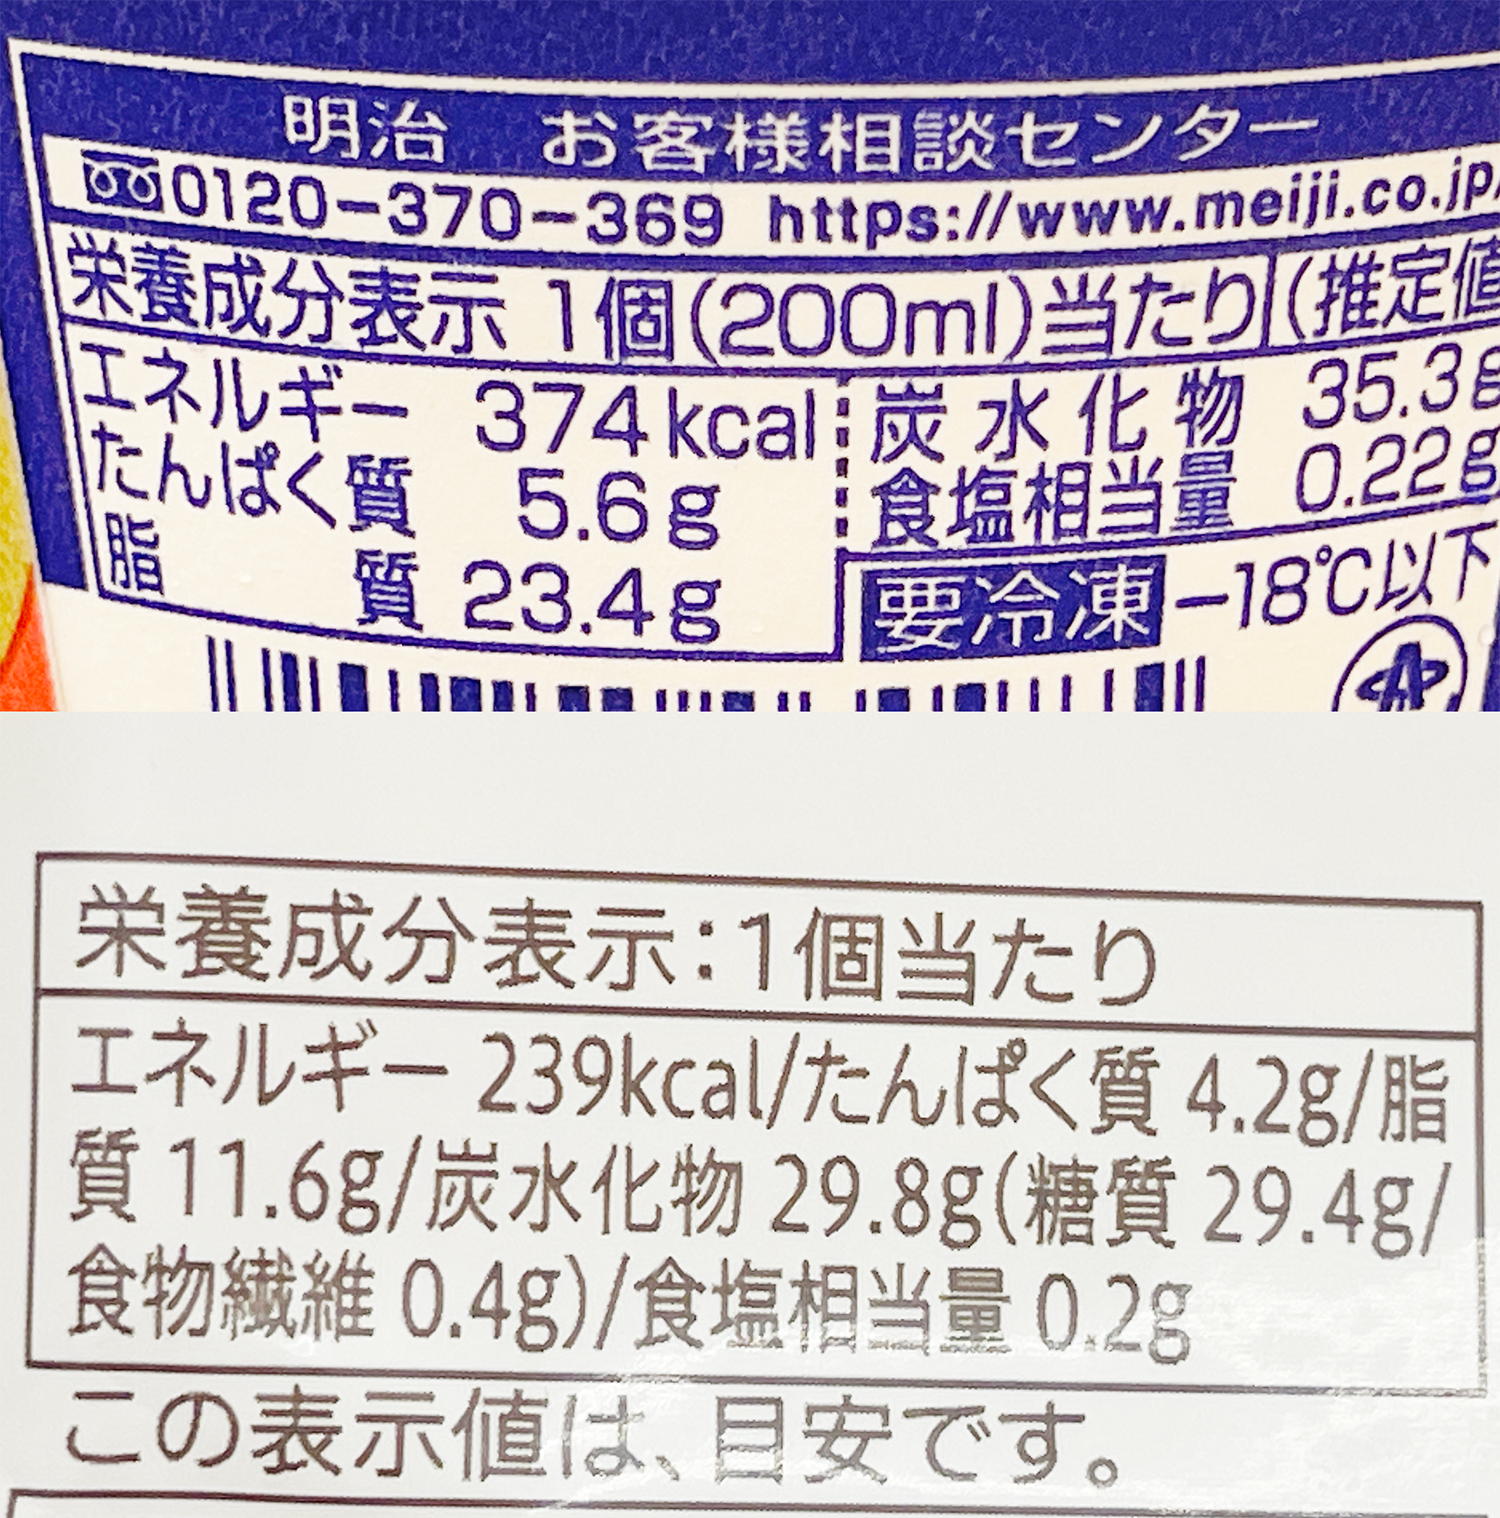 明治 お客様相談センター
0120-370-369 https://www.meiji.co.jp/
栄養成分表示 1個(200ml)当たり (推定値
エネルギー 374kcal 炭水化物 35.3g
たんぱく質 5.6g 食塩相当量 0.22g
脂質 23.4g 要冷凍 -18℃以下
栄養成分表示:1個当たり
エネルギー 239kcal/たんぱく質 4.2g/脂
質 11.6g/炭水化物 29.8g(糖質 29.4g/
食物繊維 0.4g)/食塩相当量 0.2g
この表示値は、目安です。